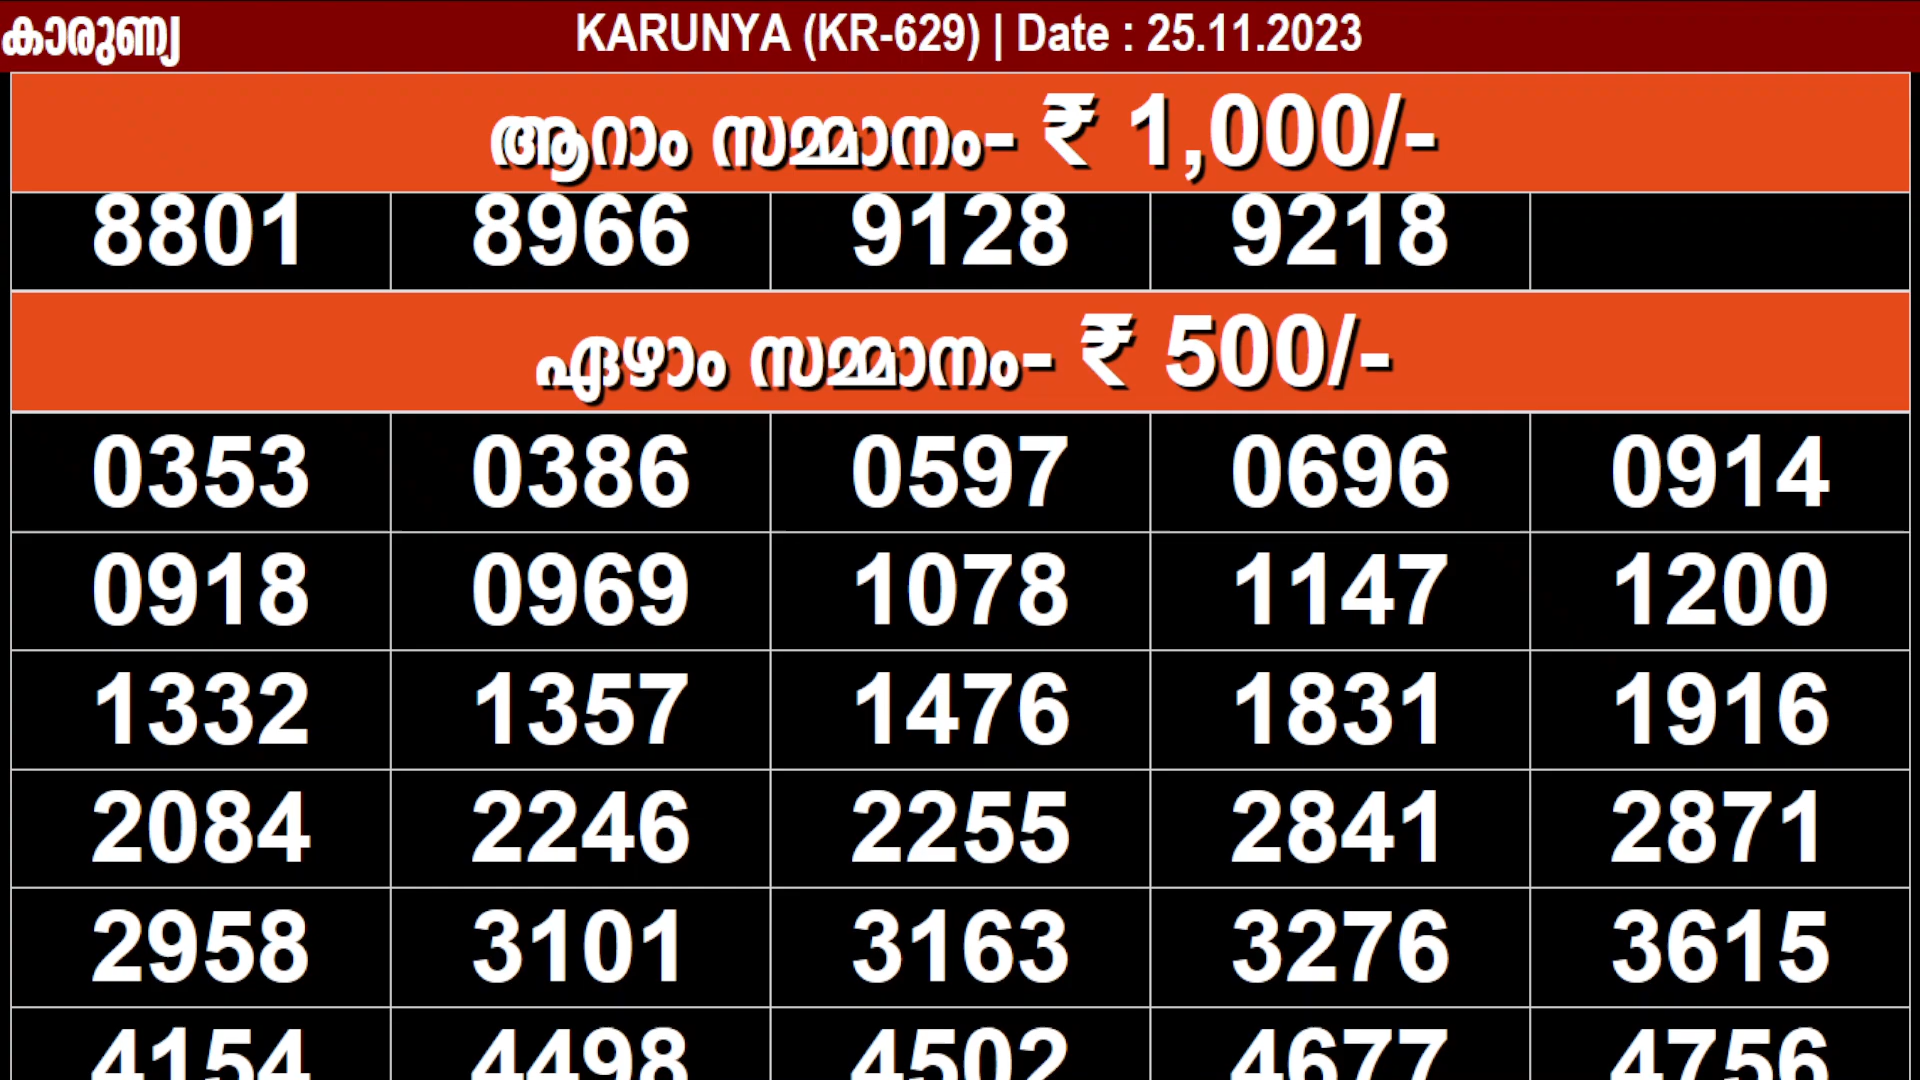 കാരുണ്യ KARUNYA (KR-629) | Date : 25.11.2023
ആറാം സമ്മാനം- ₹ 1,000/-
8801 8966 9128 9218
ഏഴാം സമ്മാനം- ₹ 500/-
0353 0386 0597 0696 0914
0918 0969 1078 1147 1200
1332 1357 1476 1831 1916
2084 2246 2255 2841 2871
2958 3101 3163 3276 3615
4154 4498 4502 4677 4756